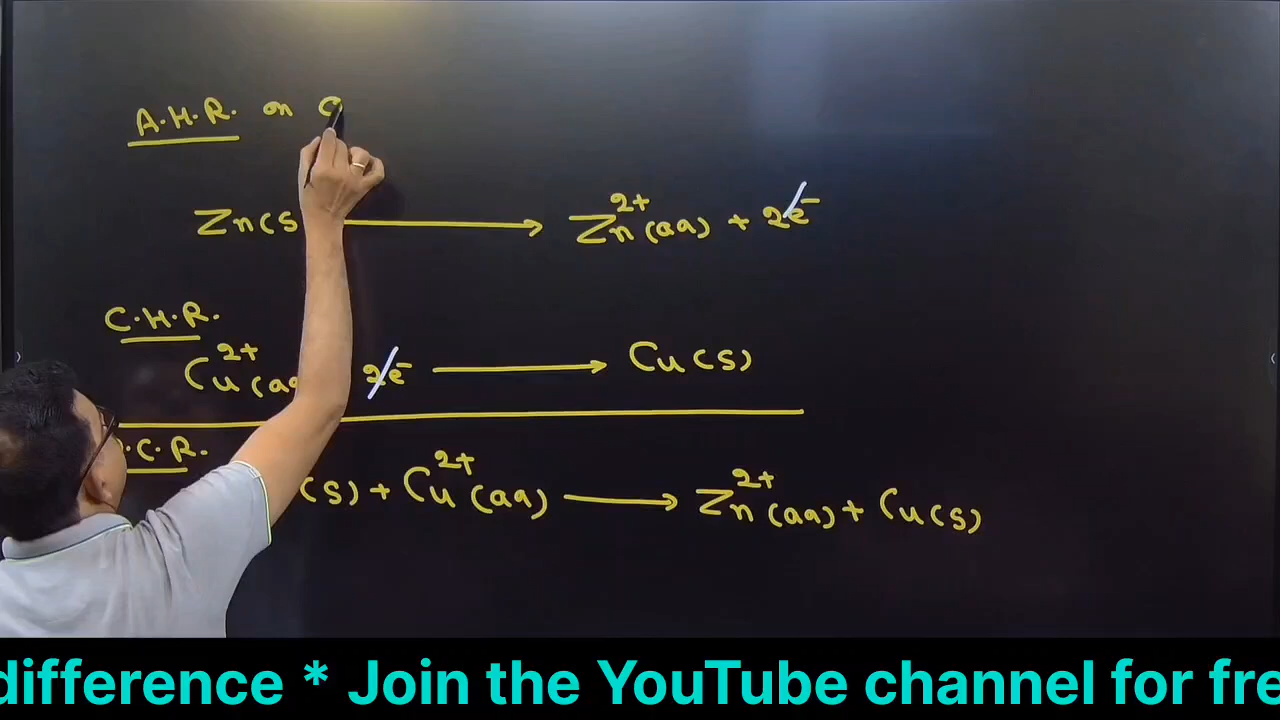 A.H.R. on
Zn(s ⟶ Zn²⁺(aq) + 2e⁻
C.H.R.
Cu²⁺(aq 2e⁻ ⟶ Cu(s)
.C.R.
(s) + Cu²⁺(aq) ⟶ Zn²⁺(aq) + Cu(s)
difference * Join the YouTube channel for fre